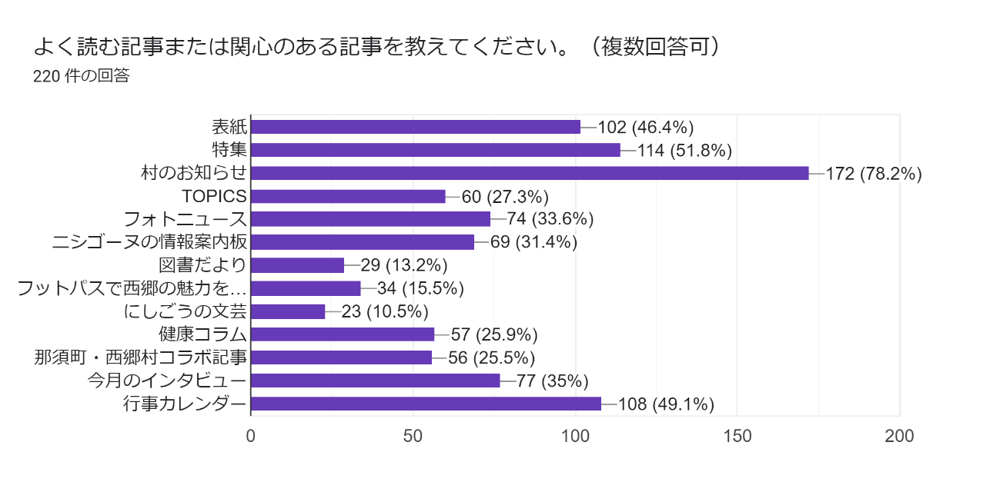 よく読む記事または関心のある記事を教えてください。（複数回答可）
220 件の回答
表紙 102 (46.4%)
特集 114 (51.8%)
村のお知らせ 172 (78.2%)
TOPICS 60 (27.3%)
フォトニュース 74 (33.6%)
ニシゴーヌの情報案内板 69 (31.4%)
図書だより 29 (13.2%)
フットパスで西郷の魅力を… 34 (15.5%)
にしごうの文芸 23 (10.5%)
健康コラム 57 (25.9%)
那須町・西郷村コラボ記事 56 (25.5%)
今月のインタビュー 77 (35%)
行事カレンダー 108 (49.1%)
0 50 100 150 200